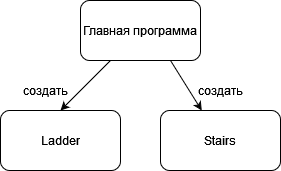 Главная программа
создать
создать
Ladder
Stairs